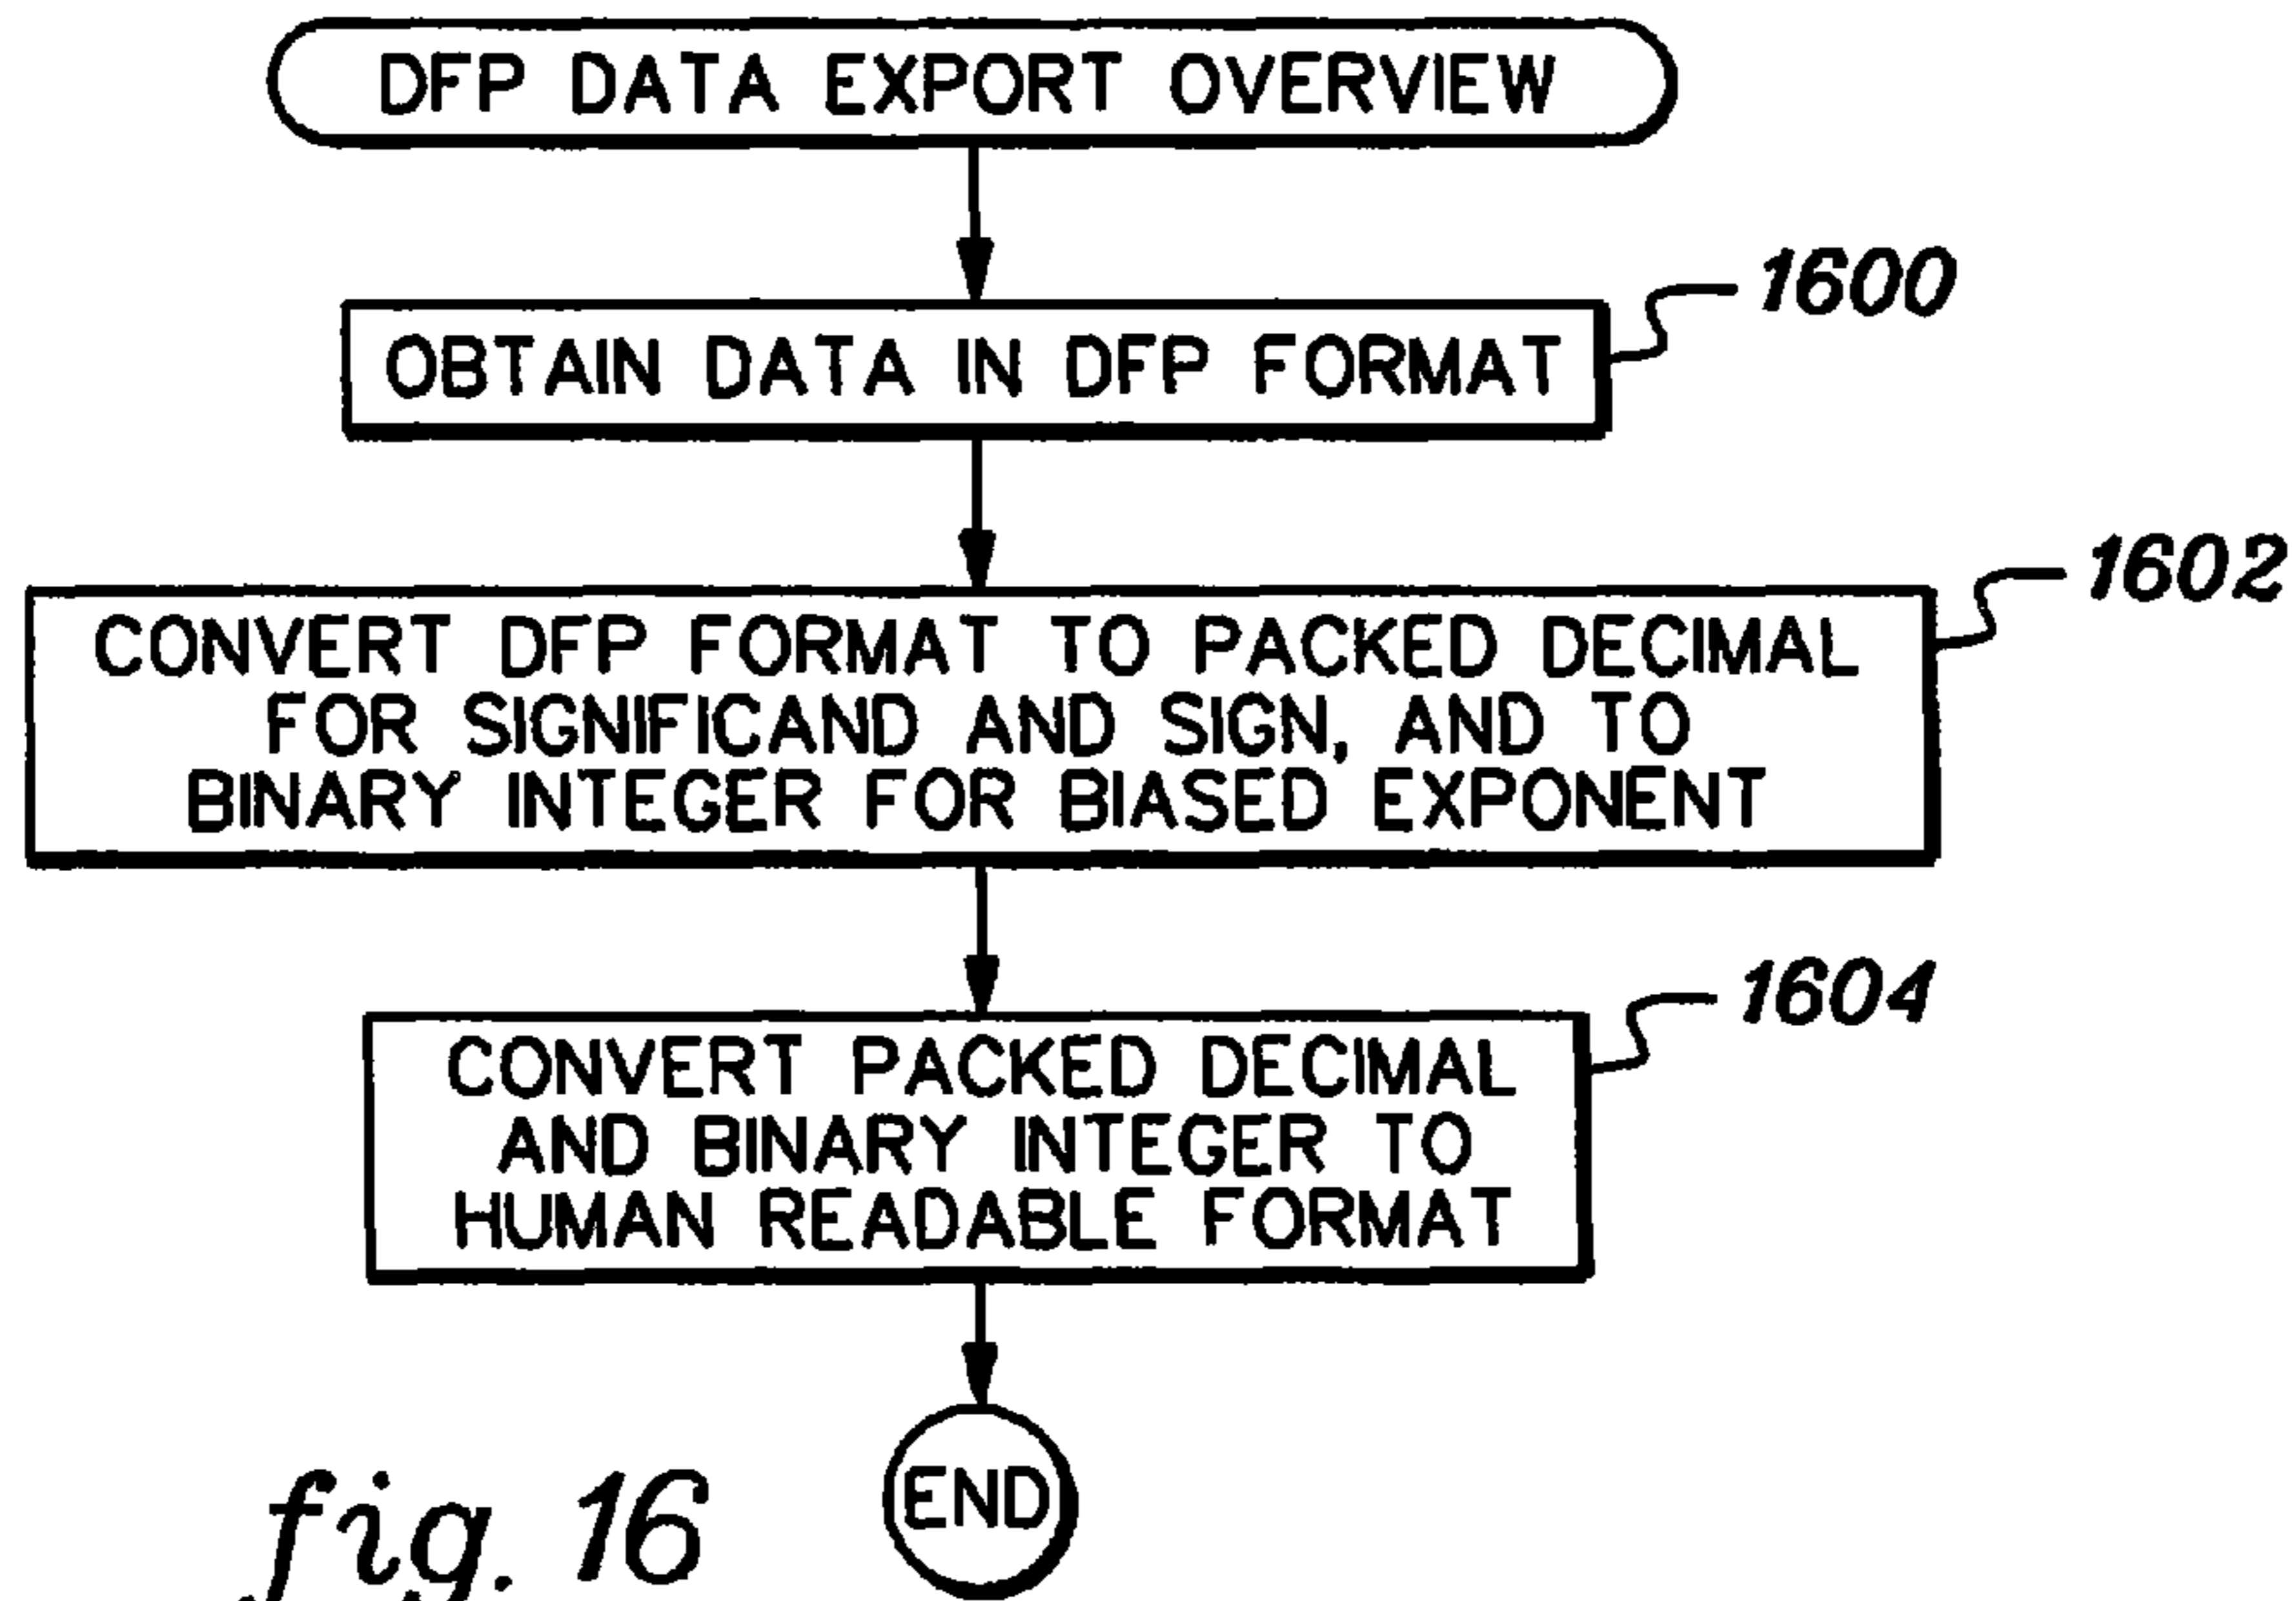 DFP DATA EXPORT OVERVIEW
1600
OBTAIN DATA IN DFP FORMAT
1602
CONVERT DFP FORMAT TO PACKED DECIMAL
FOR SIGNIFICAND AND SIGN, AND TO
BINARY INTEGER FOR BIASED EXPONENT
1604
CONVERT PACKED DECIMAL
AND BINARY INTEGER TO
HUMAN READABLE FORMAT
END
fig. 16